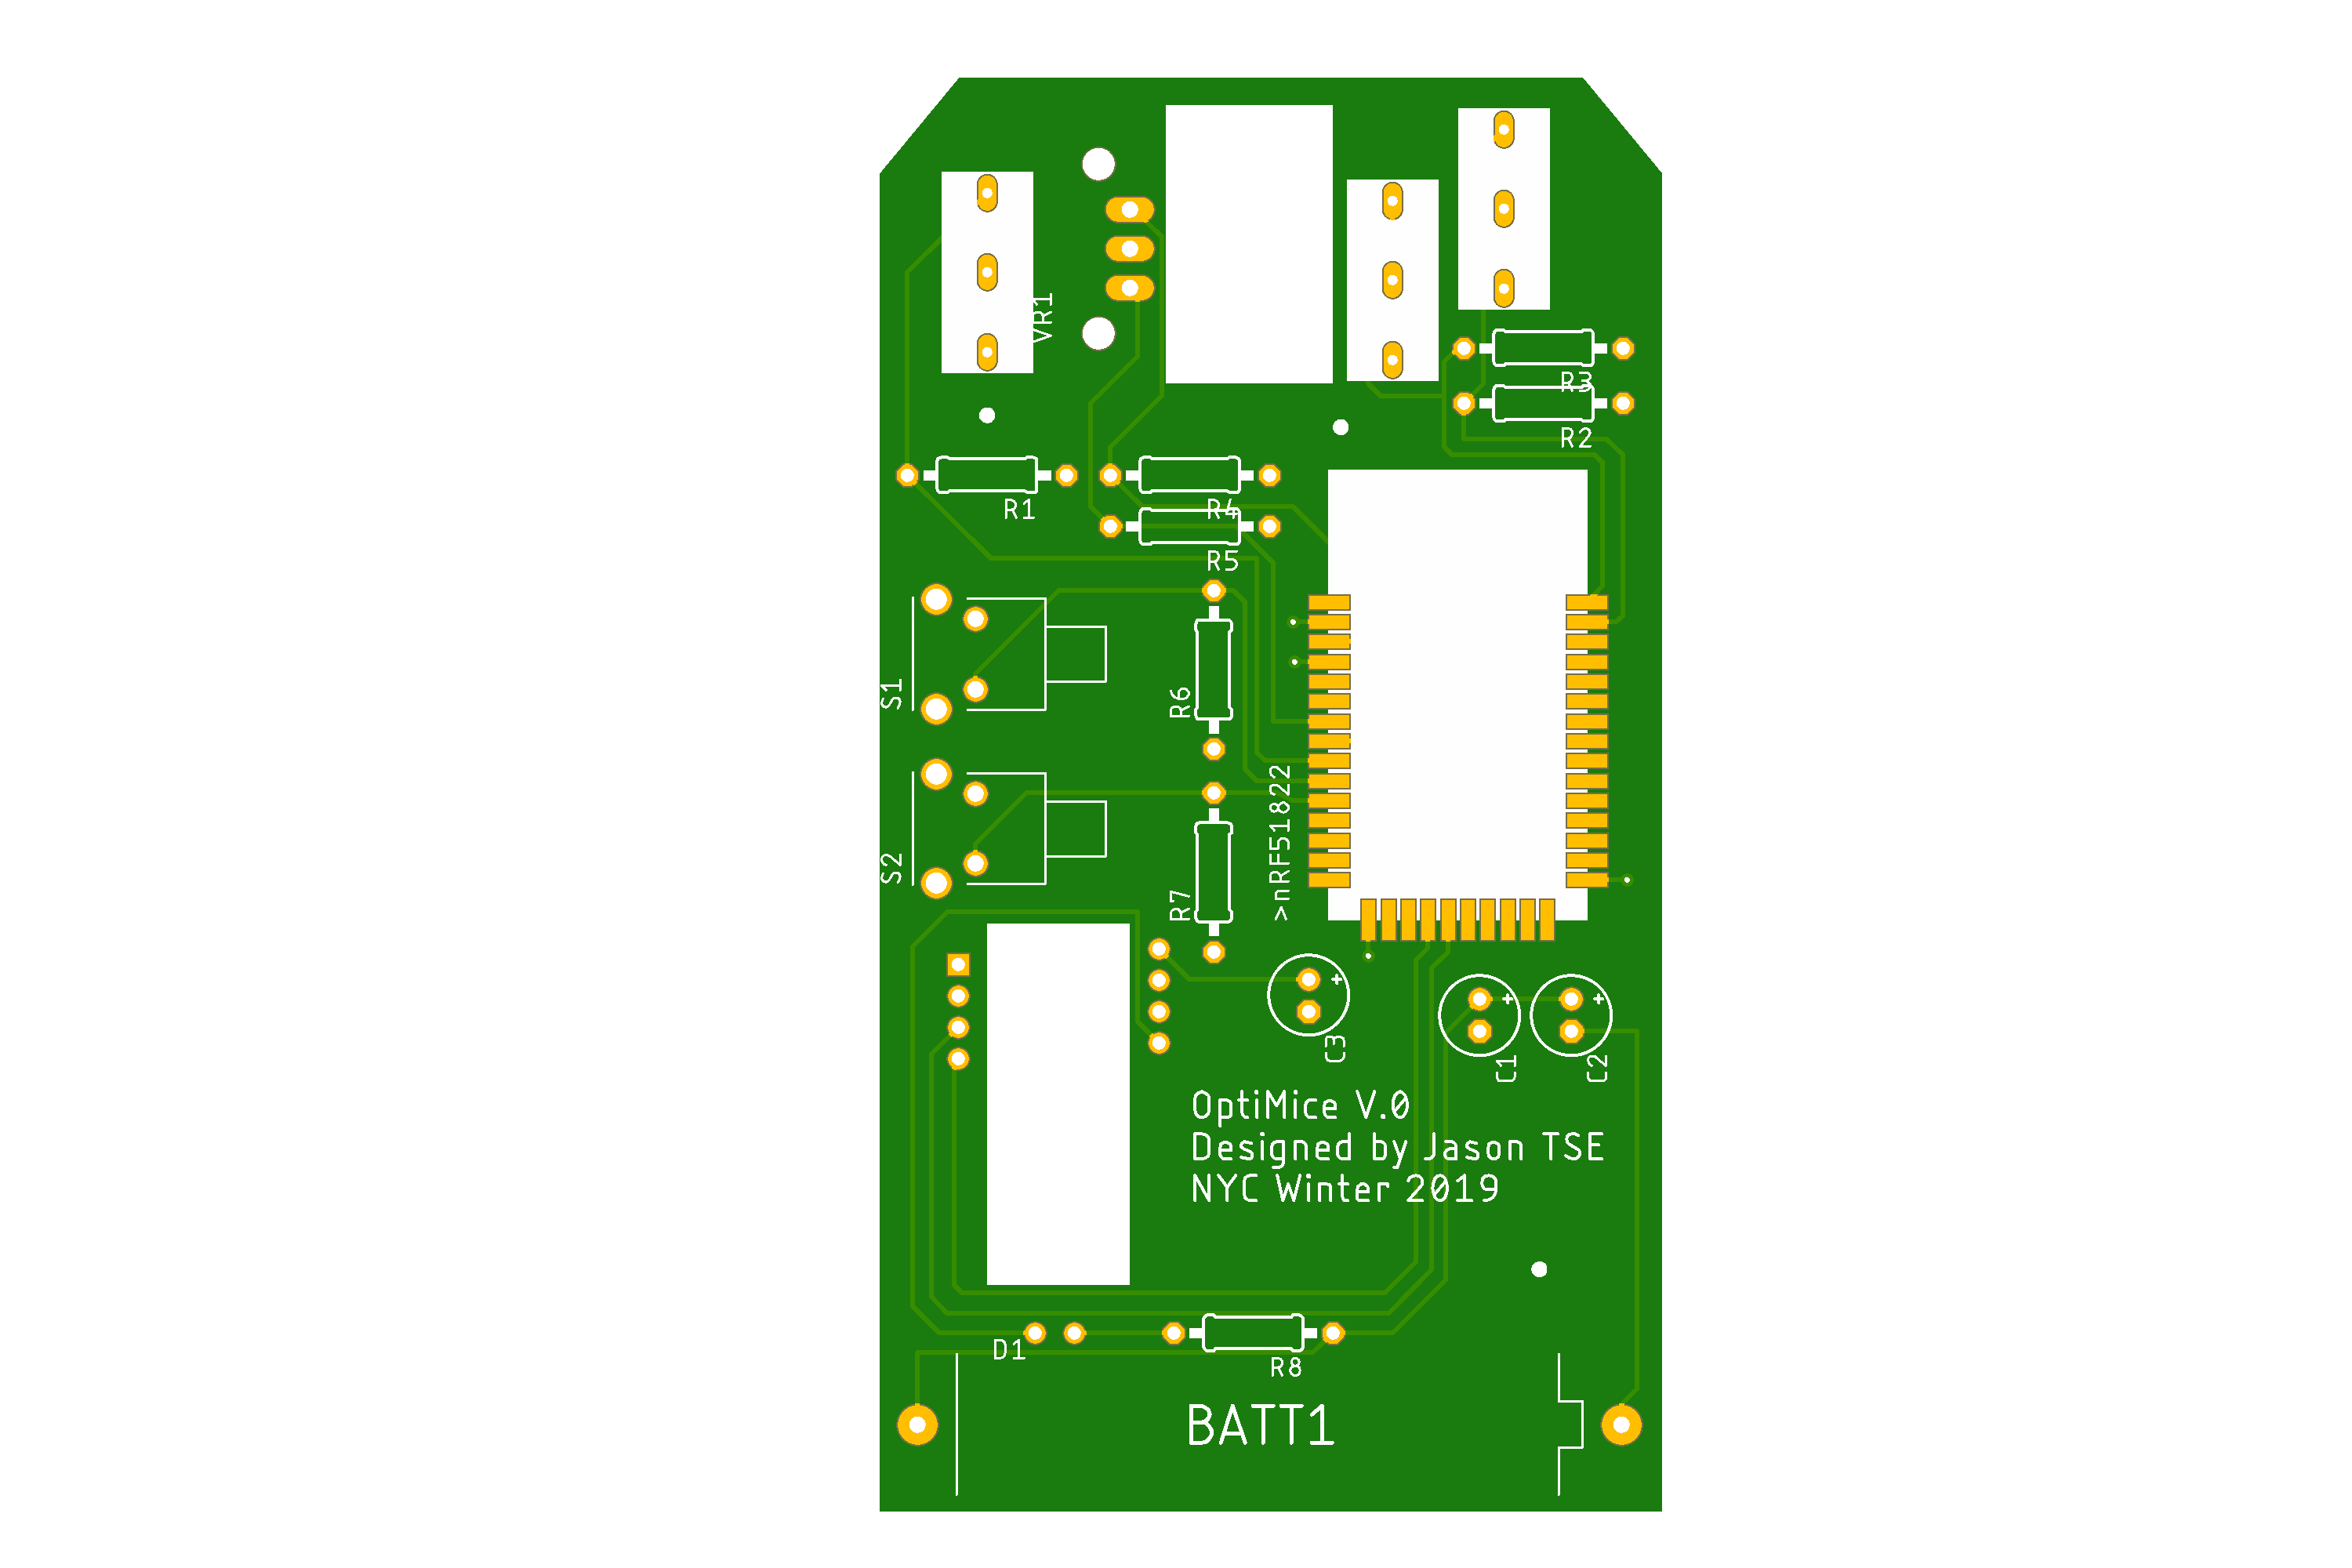 VR1
R3
R2
R1
R4
R5
S1
R6
S2
R7
>nRF51822
C3
C1
C2
OptiMice V.0
Designed by Jason TSE
NYC Winter 2019
D1
R8
BATT1